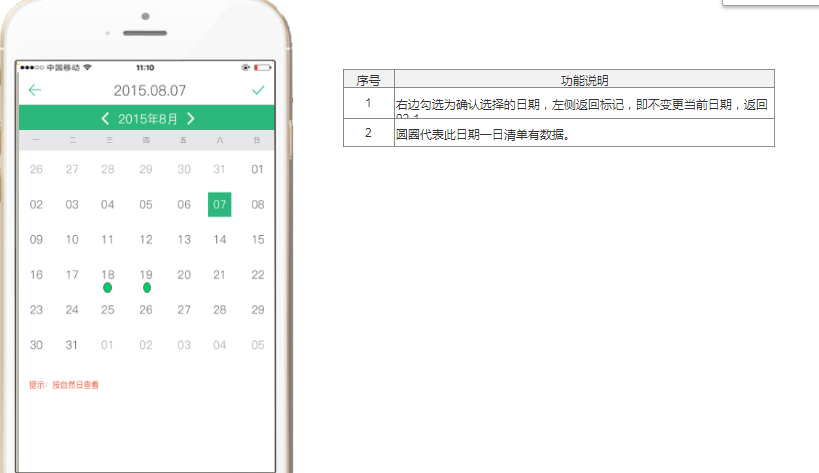 中国移动 11:10
2015.08.07
2015年8月
一 二 三 四 五 六 日
26 27 28 29 30 31 01
02 03 04 05 06 07 08
09 10 11 12 13 14 15
16 17 18 19 20 21 22
23 24 25 26 27 28 29
30 31 01 02 03 04 05
提示：按自然日查看
序号 功能说明
1 右边勾选为确认选择的日期，左侧返回标记，即不变更当前日期，返回
2 圆圈代表此日期一日清单有数据。